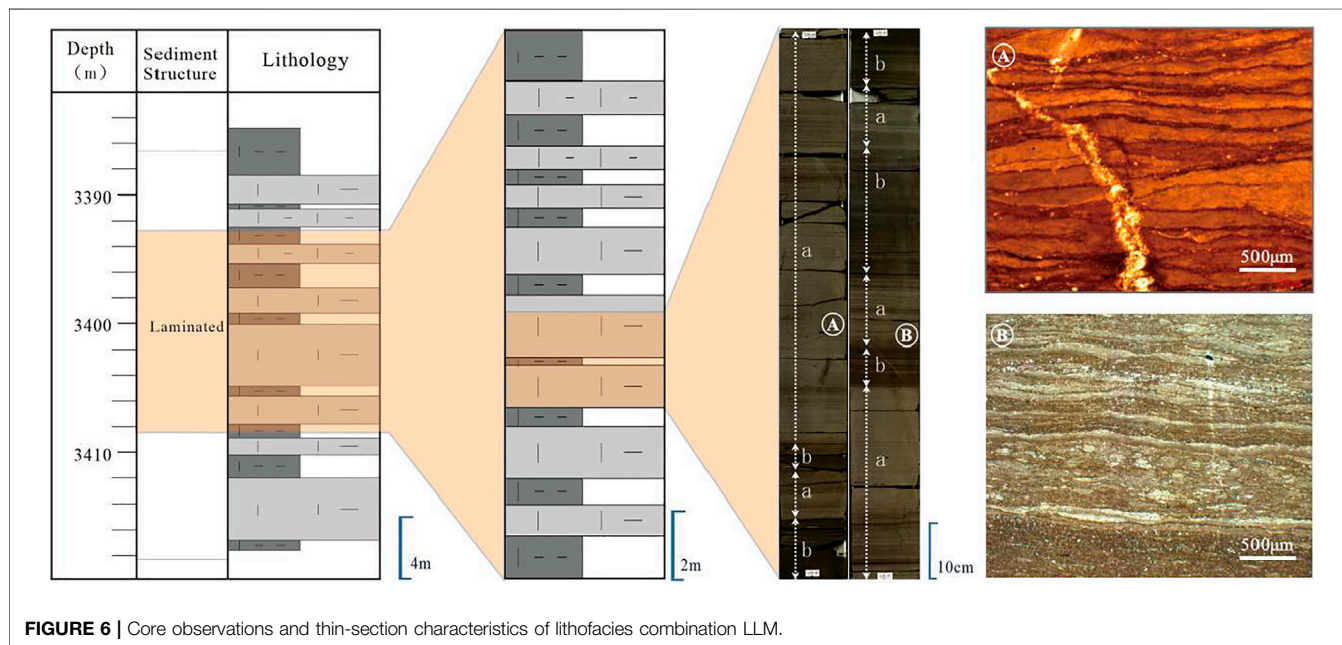 Depth
(m)
Sediment
Structure
Lithology
3390
3400
3410
Laminated
4m
2m
a
b
a
b
A
b
a
b
a
b
a
B
10cm
A
500μm
B
500μm
FIGURE 6 | Core observations and thin-section characteristics of lithofacies combination LLM.